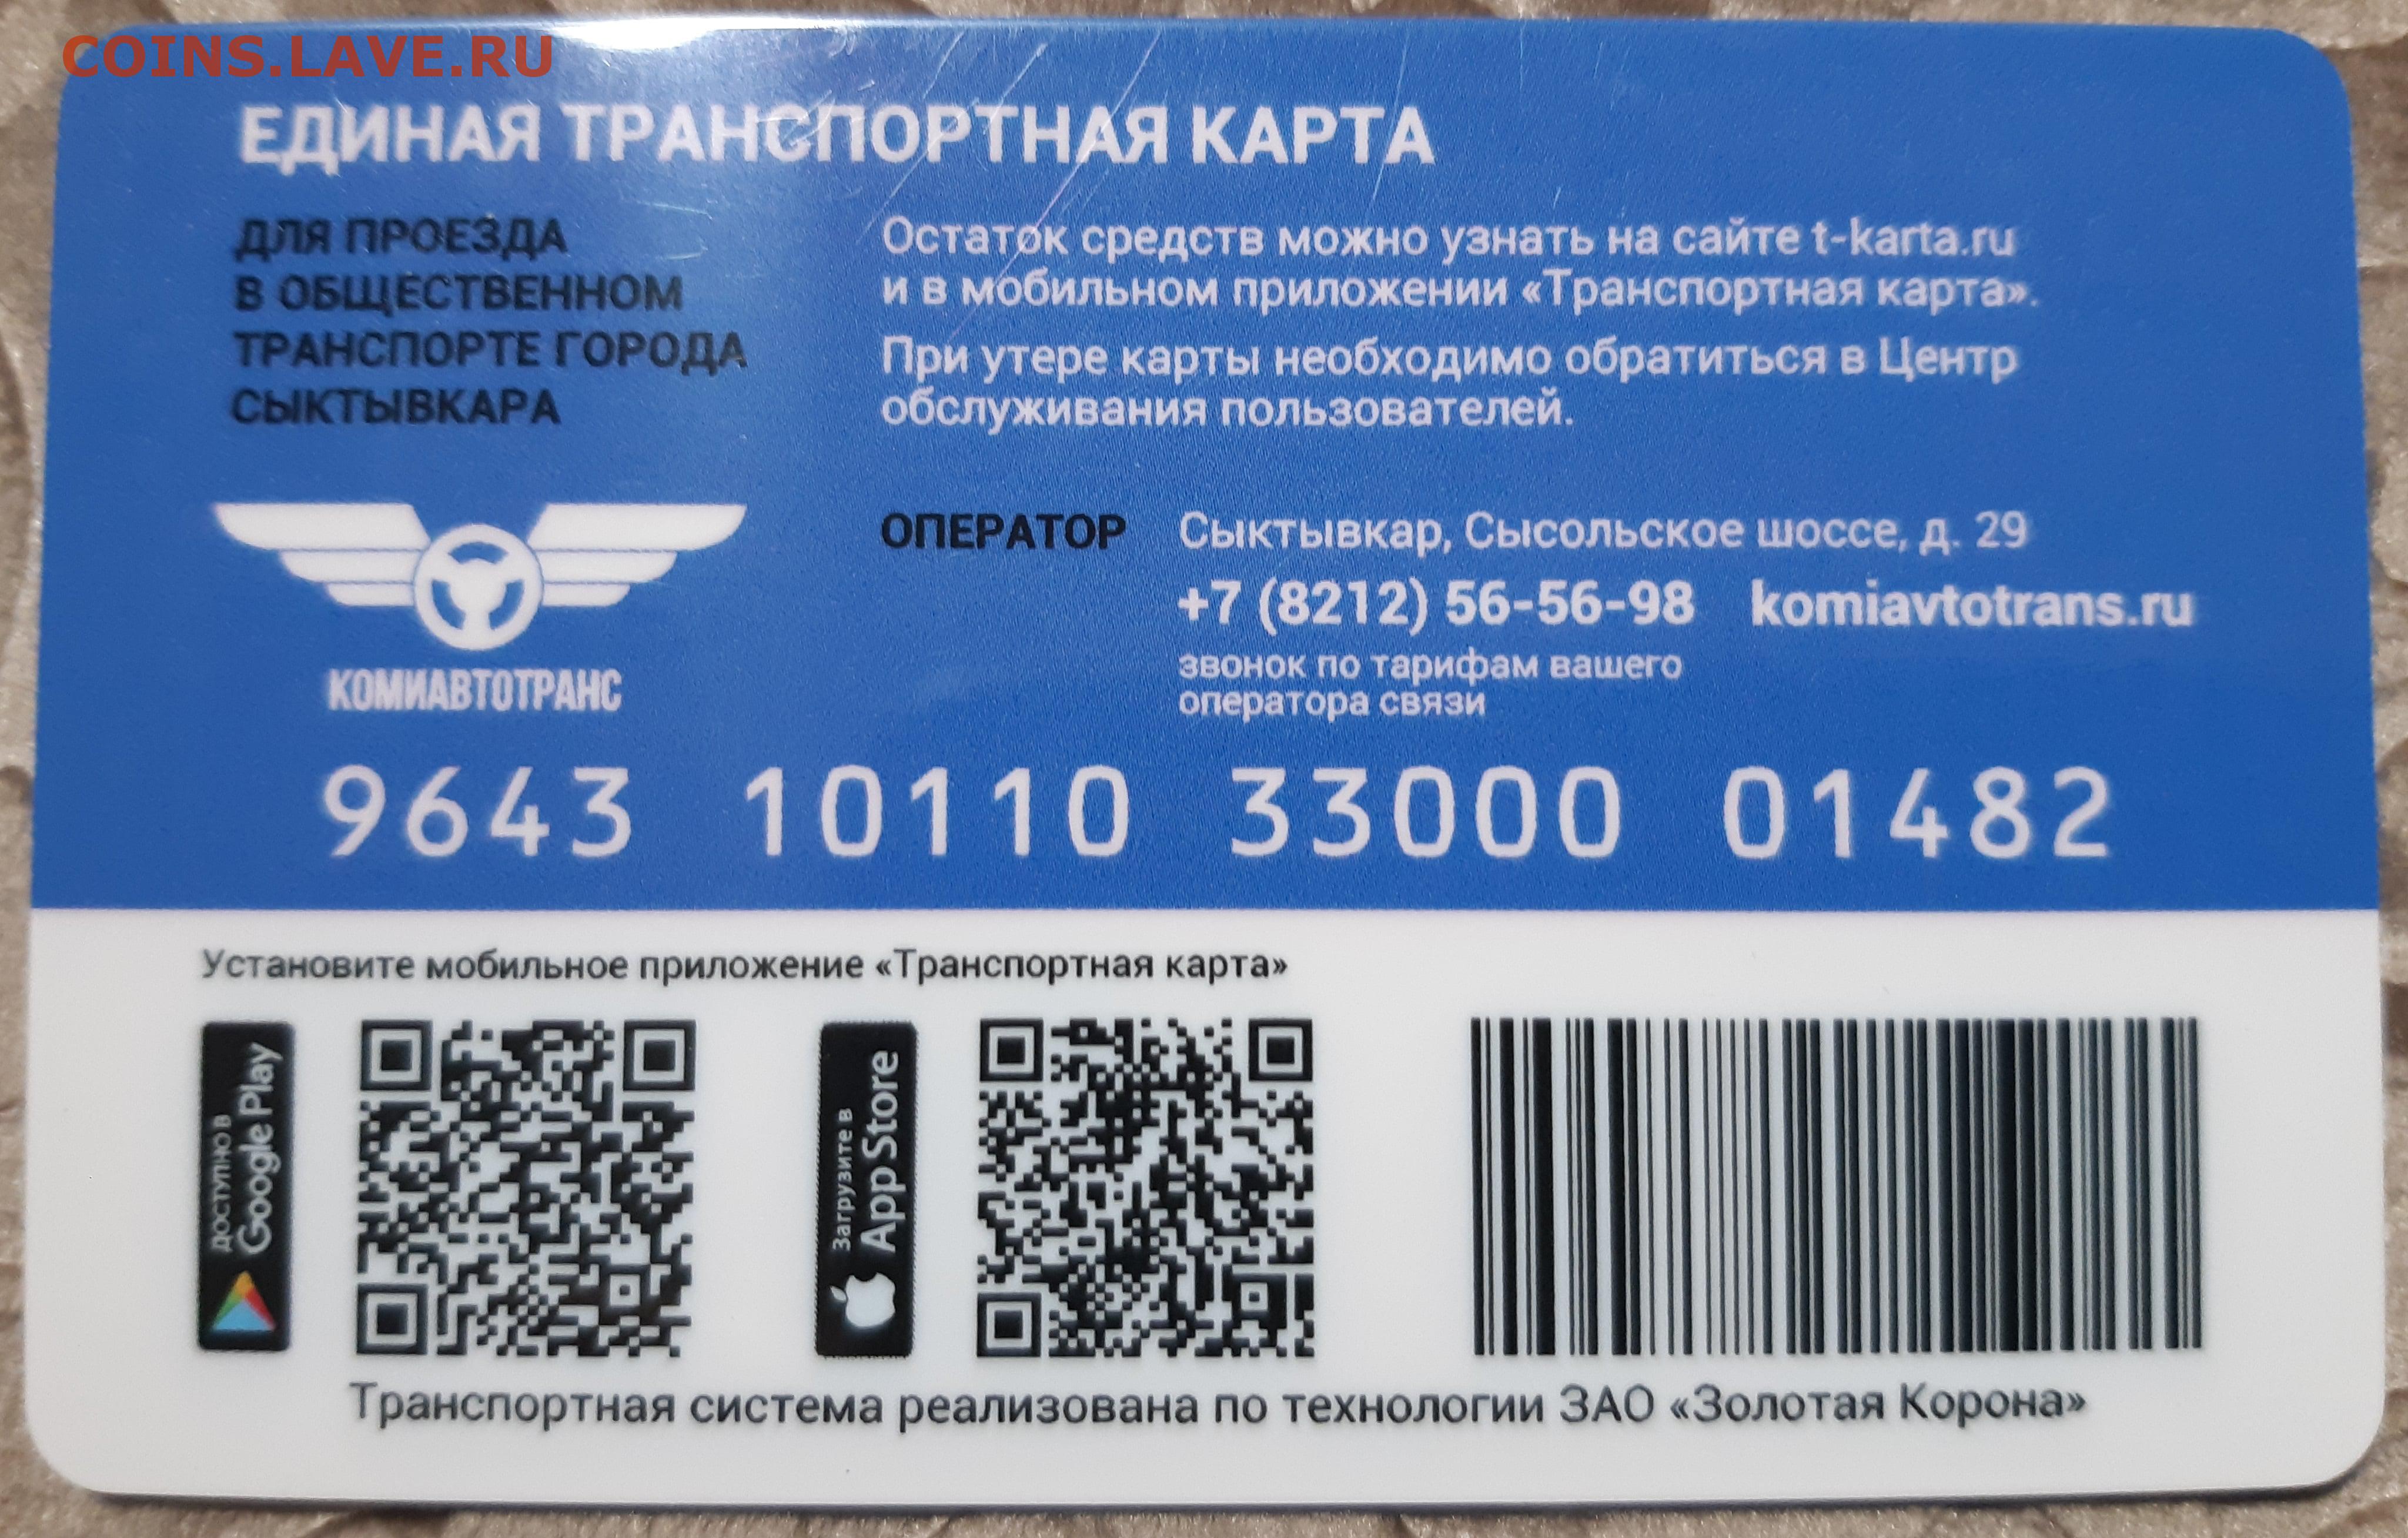 COINS.LAVE.RU
ЕДИНАЯ ТРАНСПОРТНАЯ КАРТА
ДЛЯ ПРОЕЗДА
В ОБЩЕСТВЕННОМ
ТРАНСПОРТЕ ГОРОДА
СЫКТЫВКАРА
Остаток средств можно узнать на сайте t-karta.ru
и в мобильном приложении «Транспортная карта».
При утере карты необходимо обратиться в Центр
обслуживания пользователей.
КОМИАВТОТРАНС
ОПЕРАТОР Сыктывкар, Сысольское шоссе, д. 29
+7 (8212) 56-56-98 komiavtotrans.ru
звонок по тарифам вашего
оператора связи
9643 10110 33000 01482
Установите мобильное приложение «Транспортная карта»
ДОСТУПНО В
Google Play
Загрузите в
App Store
Транспортная система реализована по технологии ЗАО «Золотая Корона»